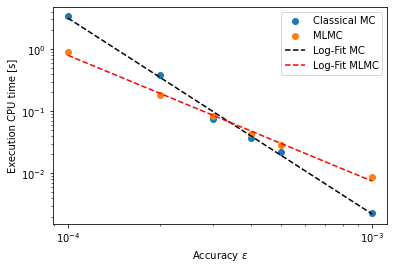 Classical MC
MLMC
Log-Fit MC
Log-Fit MLMC
Execution CPU time [s]
10⁰
10⁻¹
10⁻²
10⁻⁴
10⁻³
Accuracy ε